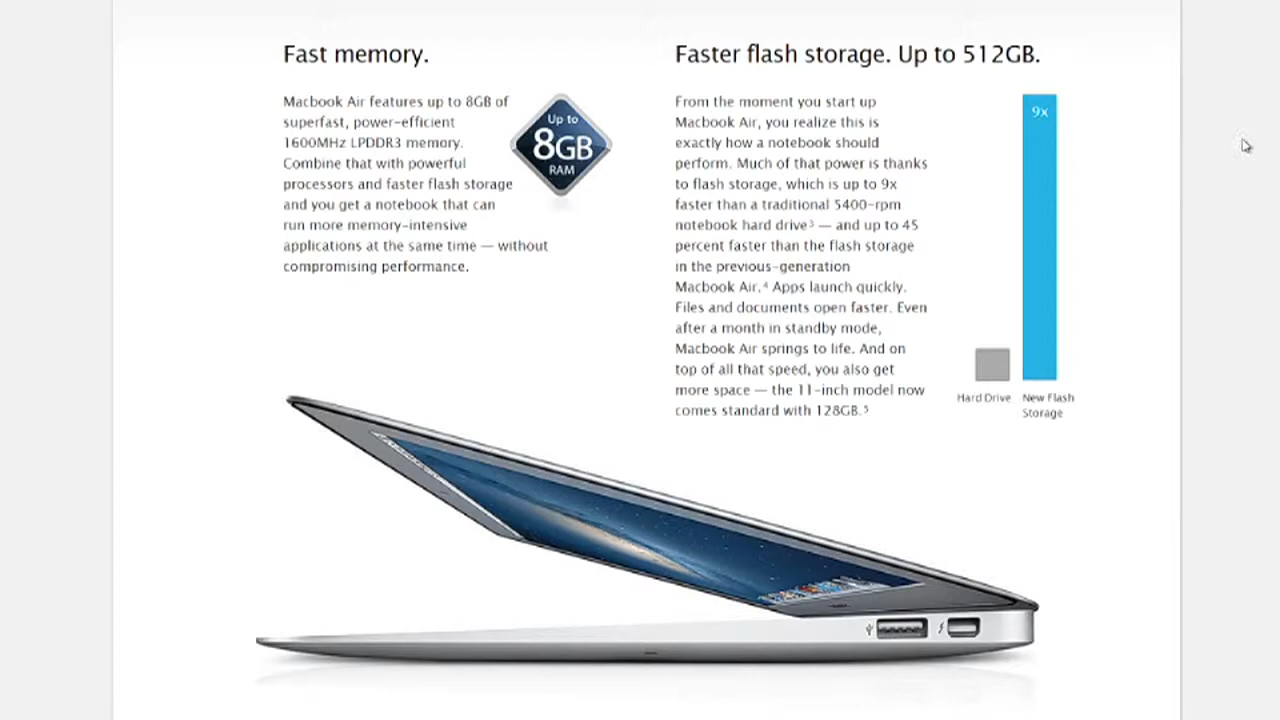 Fast memory.
Macbook Air features up to 8GB of
superfast, power-efficient
1600MHz LPDDR3 memory.
Combine that with powerful
processors and faster flash storage
and you get a notebook that can
run more memory-intensive
applications at the same time — without
compromising performance.
Up to
8GB
RAM
Faster flash storage. Up to 512GB.
From the moment you start up
Macbook Air, you realize this is
exactly how a notebook should
perform. Much of that power is thanks
to flash storage, which is up to 9x
faster than a traditional 5400-rpm
notebook hard drive³ — and up to 45
percent faster than the flash storage
in the previous-generation
Macbook Air.⁴ Apps launch quickly.
Files and documents open faster. Even
after a month in standby mode,
Macbook Air springs to life. And on
top of all that speed, you also get
more space — the 11-inch model now
comes standard with 128GB.⁵
9x
Hard Drive
New Flash
Storage